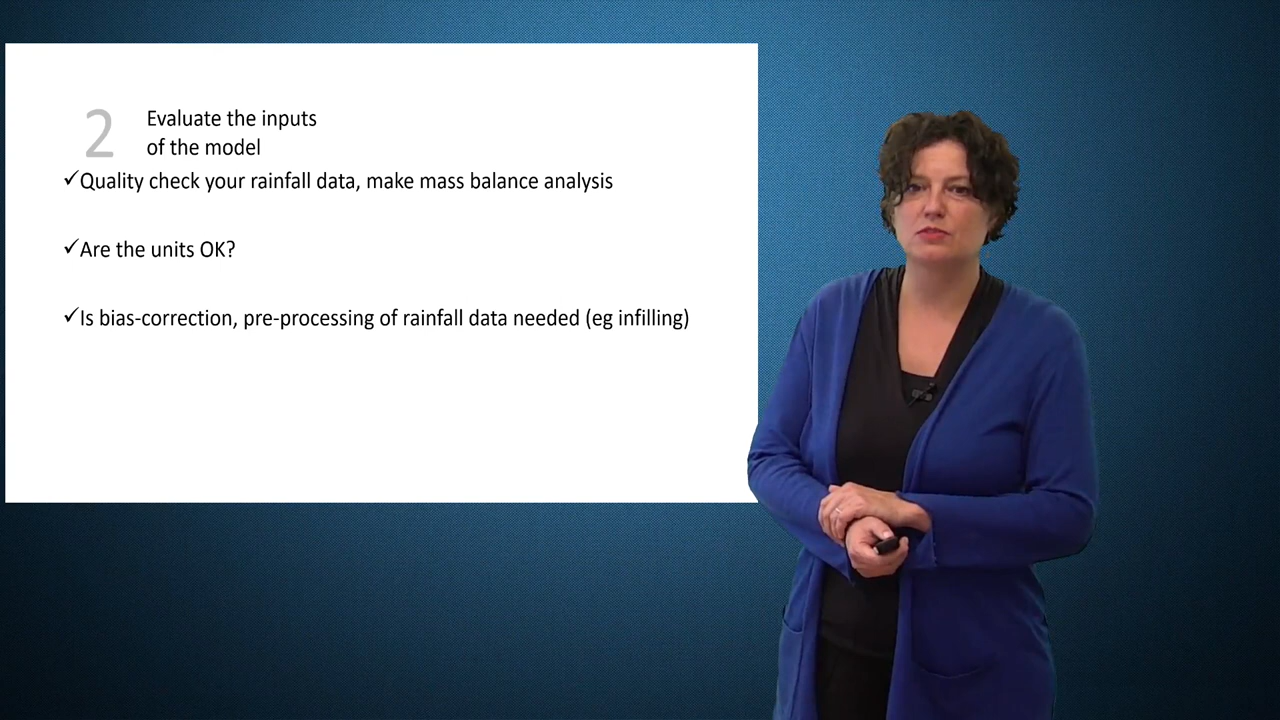 2
Evaluate the inputs
of the model
✓Quality check your rainfall data, make mass balance analysis
✓Are the units OK?
✓Is bias-correction, pre-processing of rainfall data needed (eg infilling)